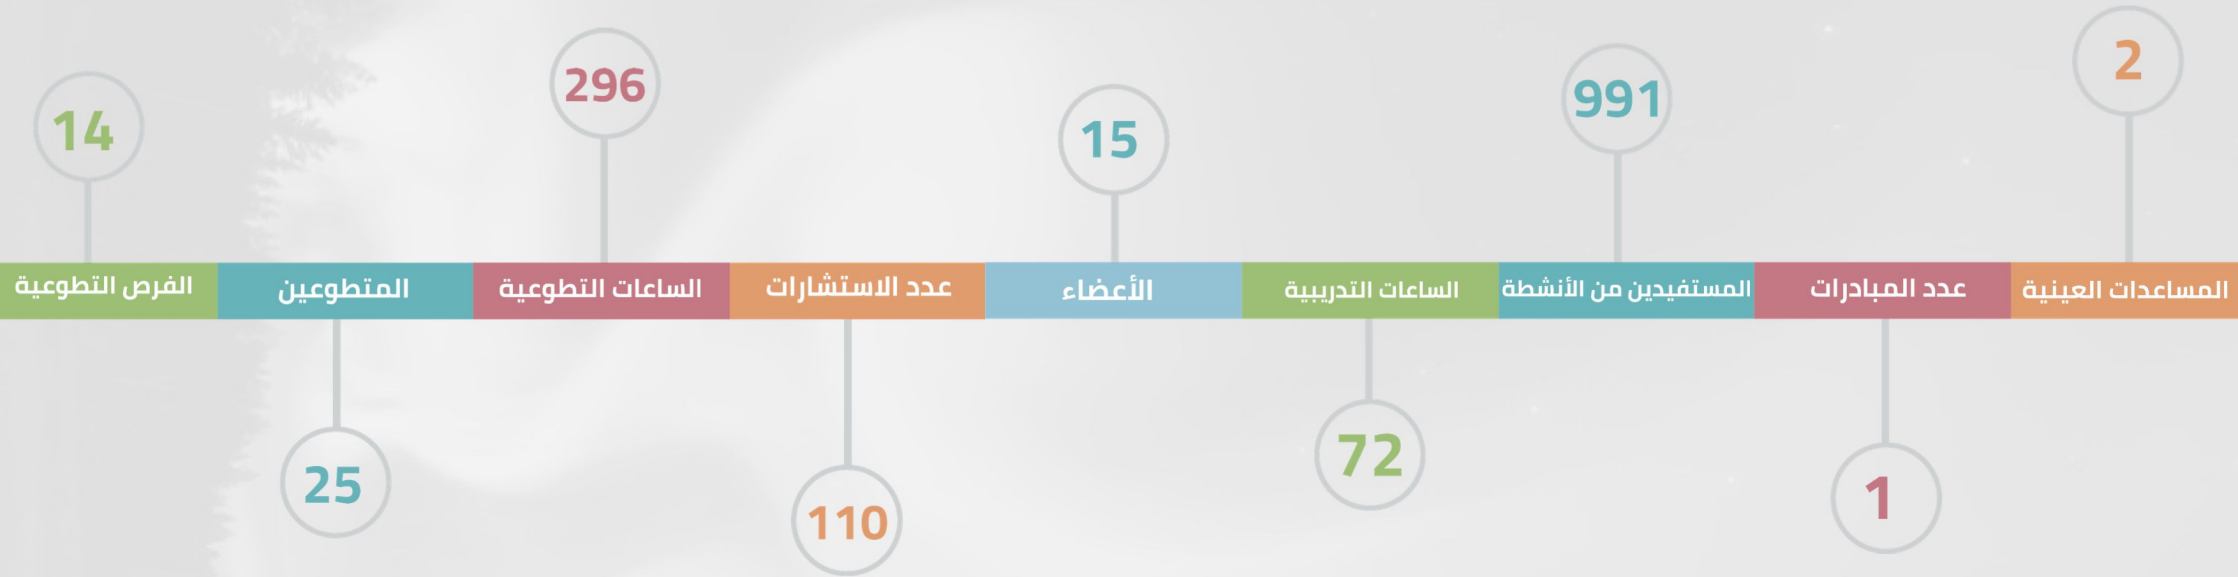 2
المساعدات العينية
عدد المبادرات
1
991
المستفيدين من الأنشطة
الساعات التدريبية
72
15
الأعضاء
عدد الاستشارات
110
296
الساعات التطوعية
المتطوعين
25
14
الفرص التطوعية